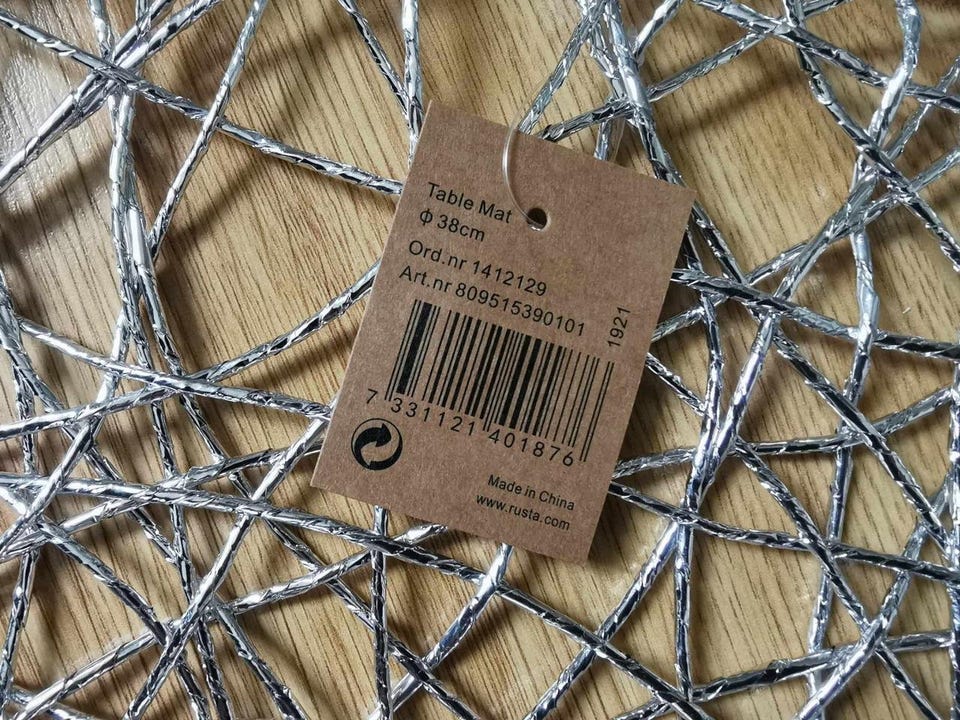 Table Mat
ϕ 38cm
Ord.nr 1412129
Art.nr 809515390101
1921
7 331121 401876
Made in China
www.rusta.com